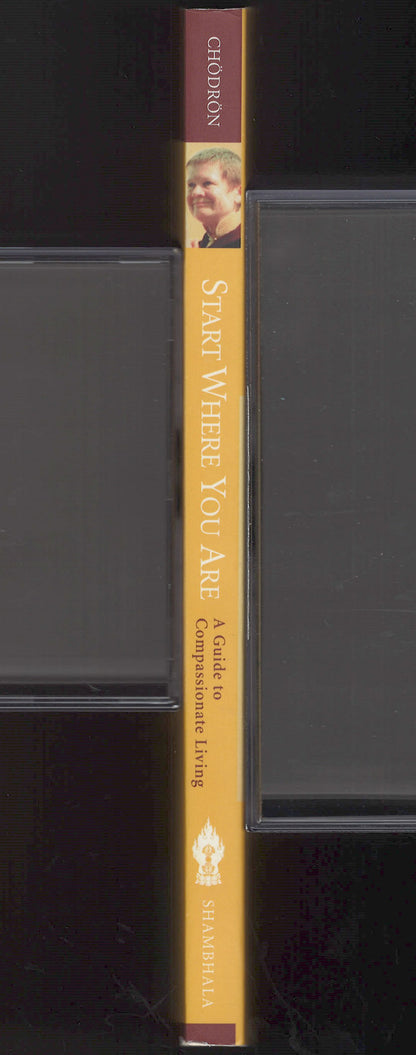 CHÖDRÖN
START WHERE YOU ARE
A Guide to
Compassionate Living
SHAMBHALA